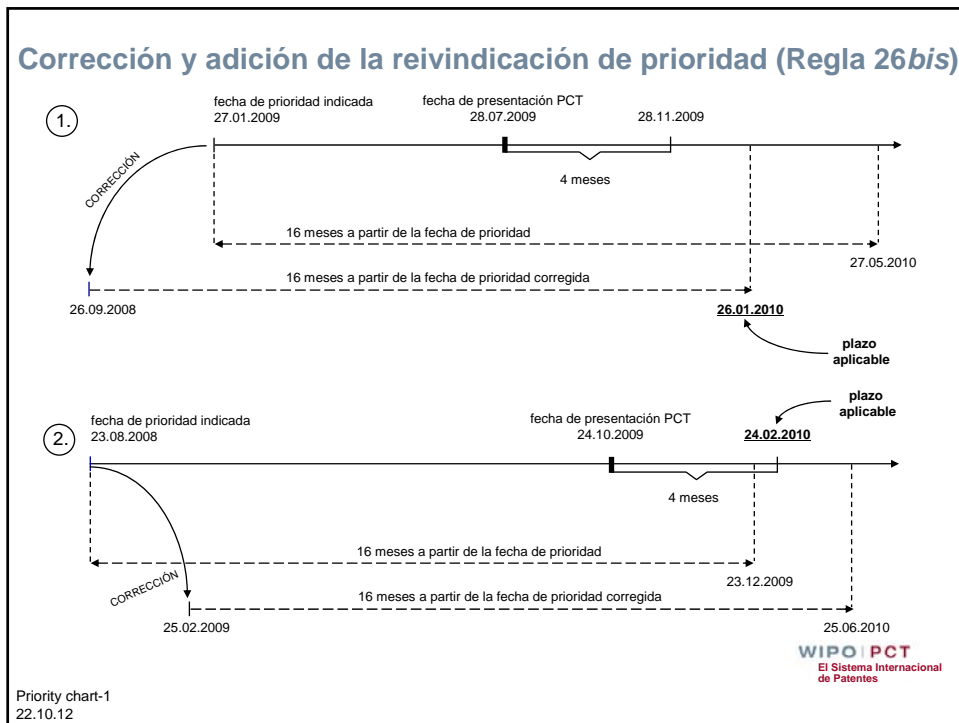 Corrección y adición de la reivindicación de prioridad (Regla 26bis)
1.
fecha de prioridad indicada
27.01.2009
fecha de presentación PCT
28.07.2009
28.11.2009
CORRECCIÓN
4 meses
16 meses a partir de la fecha de prioridad
27.05.2010
16 meses a partir de la fecha de prioridad corregida
26.09.2008
26.01.2010
plazo
aplicable
2.
fecha de prioridad indicada
23.08.2008
fecha de presentación PCT
24.10.2009
24.02.2010
plazo
aplicable
4 meses
16 meses a partir de la fecha de prioridad
23.12.2009
CORRECCIÓN
16 meses a partir de la fecha de prioridad corregida
25.02.2009
25.06.2010
WIPO|PCT
El Sistema Internacional
de Patentes
Priority chart-1
22.10.12